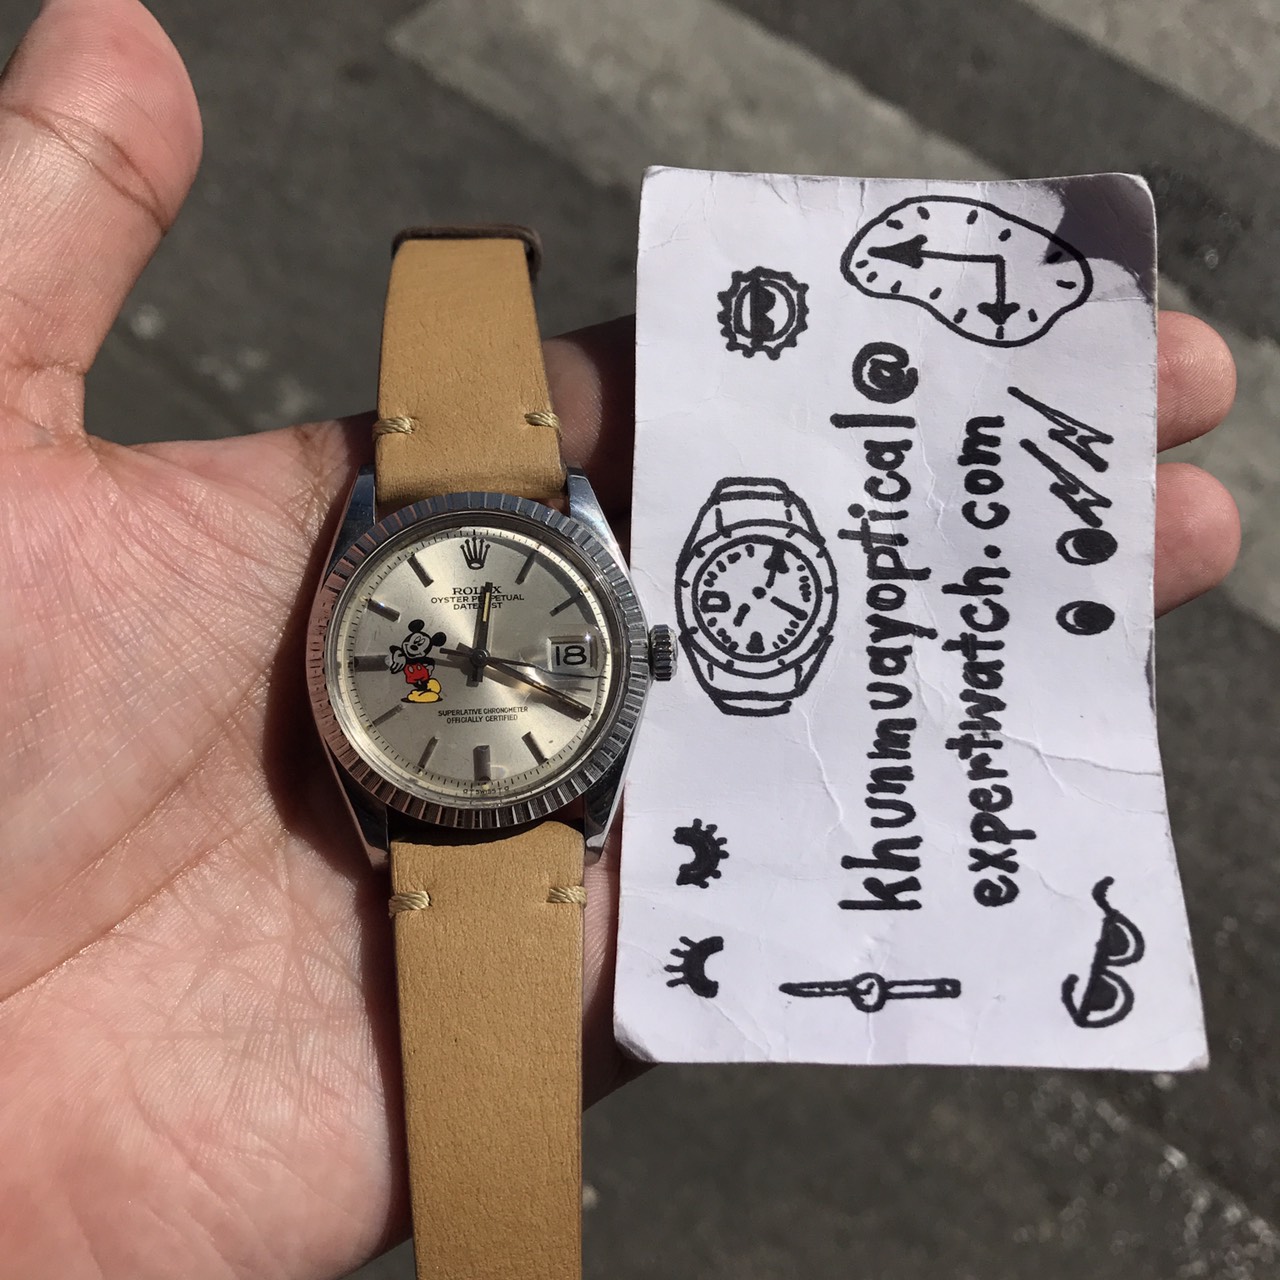 ROLEX
OYSTER PERPETUAL
DATEJUST
18
SUPERLATIVE CHRONOMETER
OFFICIALLY CERTIFIED
khunmuayoptical@
expertwatch.com